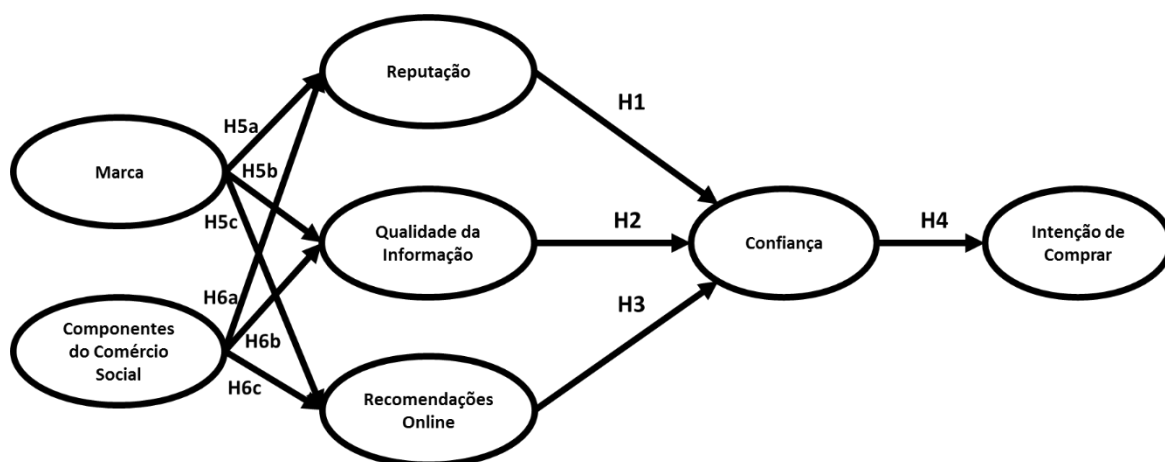 Reputação
H1
H5a
Marca
H5b
H5c
Qualidade da
Informação
H2
Confiança
H4
Intenção de
Comprar
H6a
H3
Componentes
do Comércio
Social
H6b
H6c
Recomendações
Online